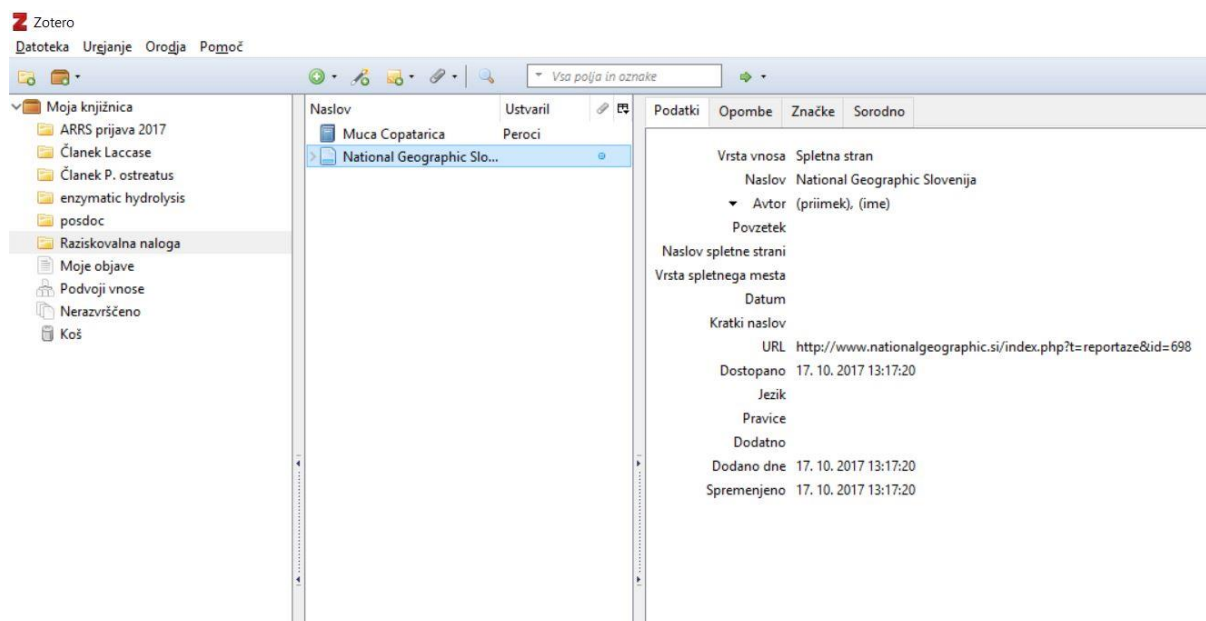 Zotero
Datoteka Urejanje Orodja Pomoč
Vsa polja in oznake
Moja knjižnica
ARRS prijava 2017
Članek Laccase
Članek P. ostreatus
enzymatic hydrolysis
posdoc
Raziskovalna naloga
Moje objave
Podvoji vnose
Nerazvrščeno
Koš
Naslov Ustvaril
Muca Copatarica Peroci
National Geographic Slo...
Podatki Opombe Značke Sorodno
Vrsta vnosa Spletna stran
Naslov National Geographic Slovenija
Avtor (priimek), (ime)
Povzetek
Naslov spletne strani
Vrsta spletnega mesta
Datum
Kratki naslov
URL http://www.nationalgeographic.si/index.php?t=reportaze&id=698
Dostopano 17. 10. 2017 13:17:20
Jezik
Pravice
Dodatno
Dodano dne 17. 10. 2017 13:17:20
Spremenjeno 17. 10. 2017 13:17:20